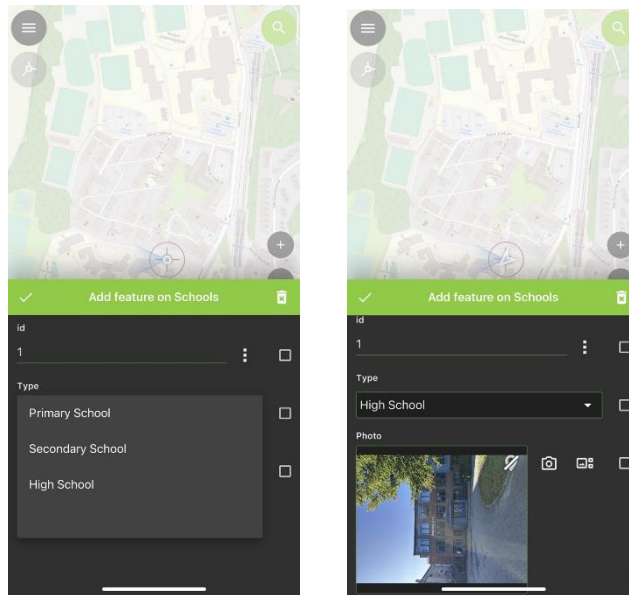 Add feature on Schools
id
1
Type
Primary School
Secondary School
High School
Add feature on Schools
id
1
Type
High School
Photo